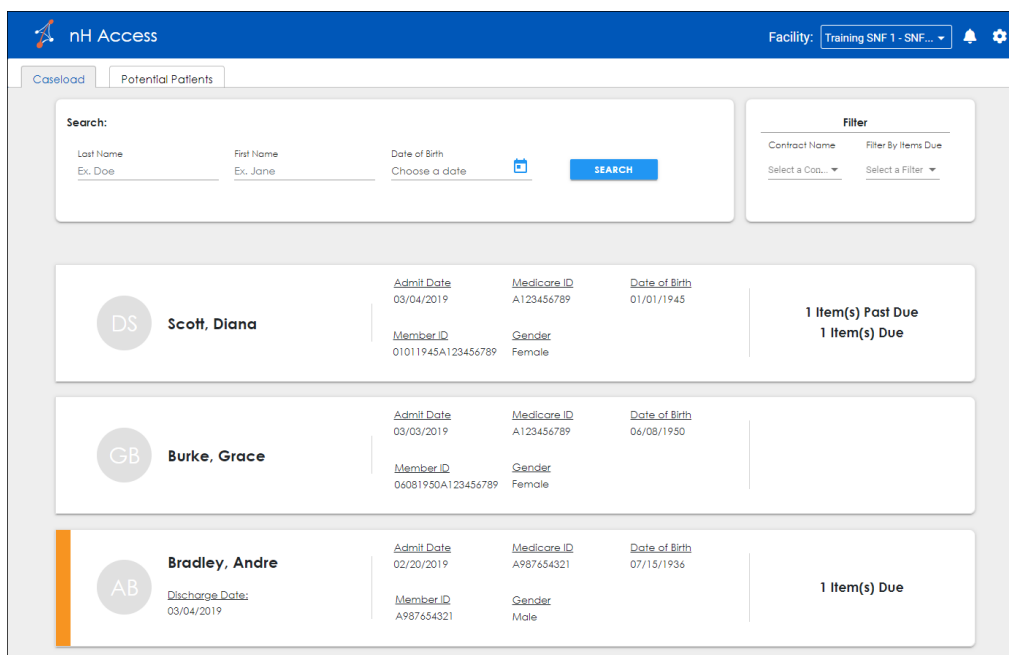 nH Access
Facility: Training SNF 1 - SNF...
Caseload Potential Patients
Search:
Last Name First Name Date of Birth
Ex. Doe Ex. Jane Choose a date SEARCH
Filter
Contract Name Filter By Items Due
Select a Con... Select a Filter
DS
Scott, Diana
Admit Date Medicare ID Date of Birth
03/04/2019 A123456789 01/01/1945
Member ID Gender
01011945A123456789 Female
1 Item(s) Past Due
1 Item(s) Due
GB
Burke, Grace
Admit Date Medicare ID Date of Birth
03/03/2019 A123456789 06/08/1950
Member ID Gender
06081950A123456789 Female
AB
Bradley, Andre
Discharge Date:
03/04/2019
Admit Date Medicare ID Date of Birth
02/20/2019 A987654321 07/15/1936
Member ID Gender
A987654321 Male
1 Item(s) Due